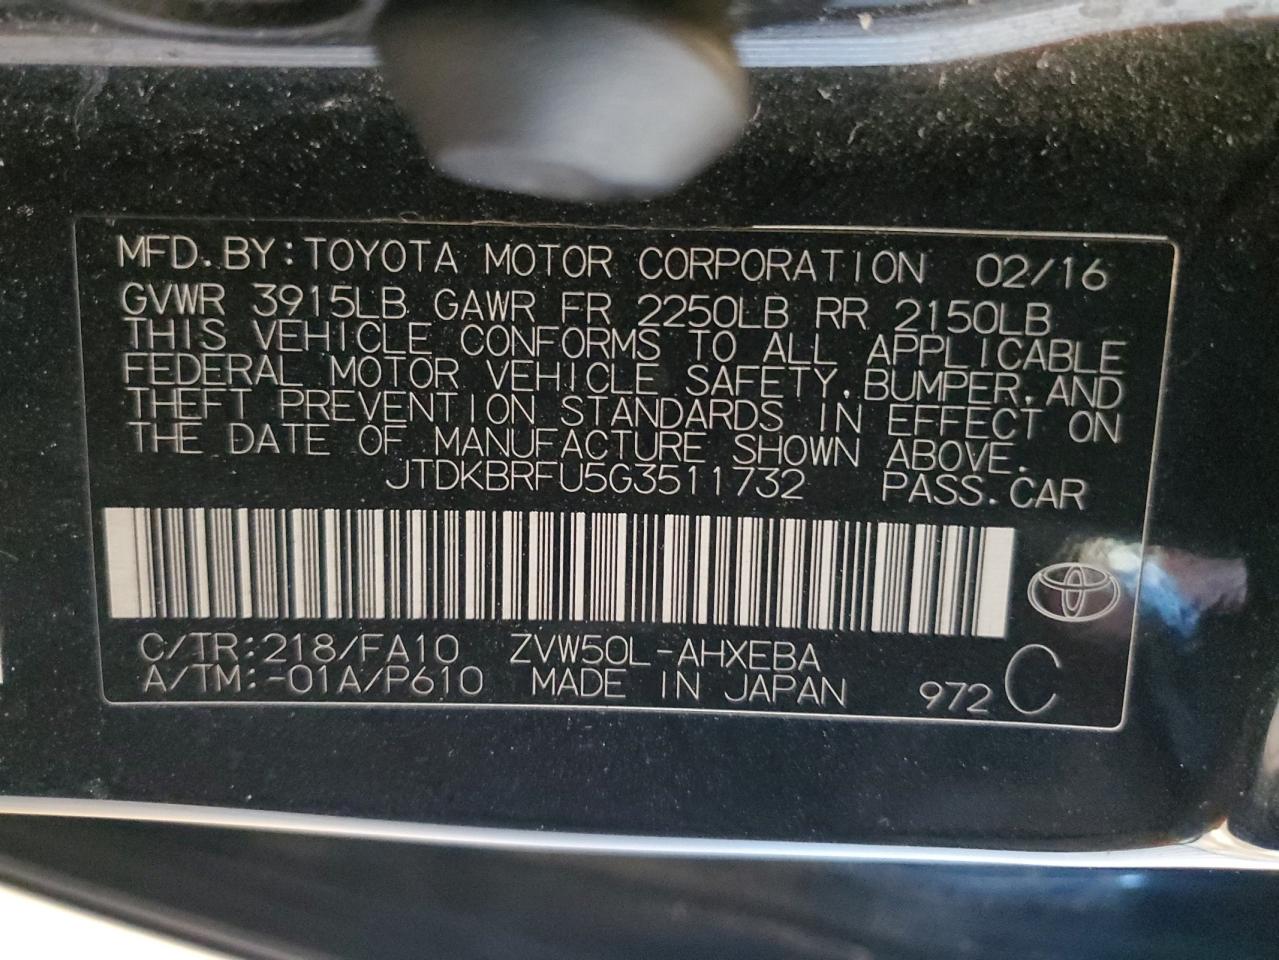 MFD. BY: TOYOTA MOTOR CORPORATION 02/16
GVWR 3915LB GAWR FR 2250LB RR 2150LB
THIS VEHICLE CONFORMS TO ALL APPLICABLE
FEDERAL MOTOR VEHICLE SAFETY, BUMPER, AND
THEFT PREVENTION STANDARDS IN EFFECT ON
THE DATE OF MANUFACTURE SHOWN ABOVE.
JTDKBRFU5G3511732 PASS. CAR
C/TR: 218/FA10 ZVW50L-AHXEBA
A/TM: -01A/P610 MADE IN JAPAN 972 C